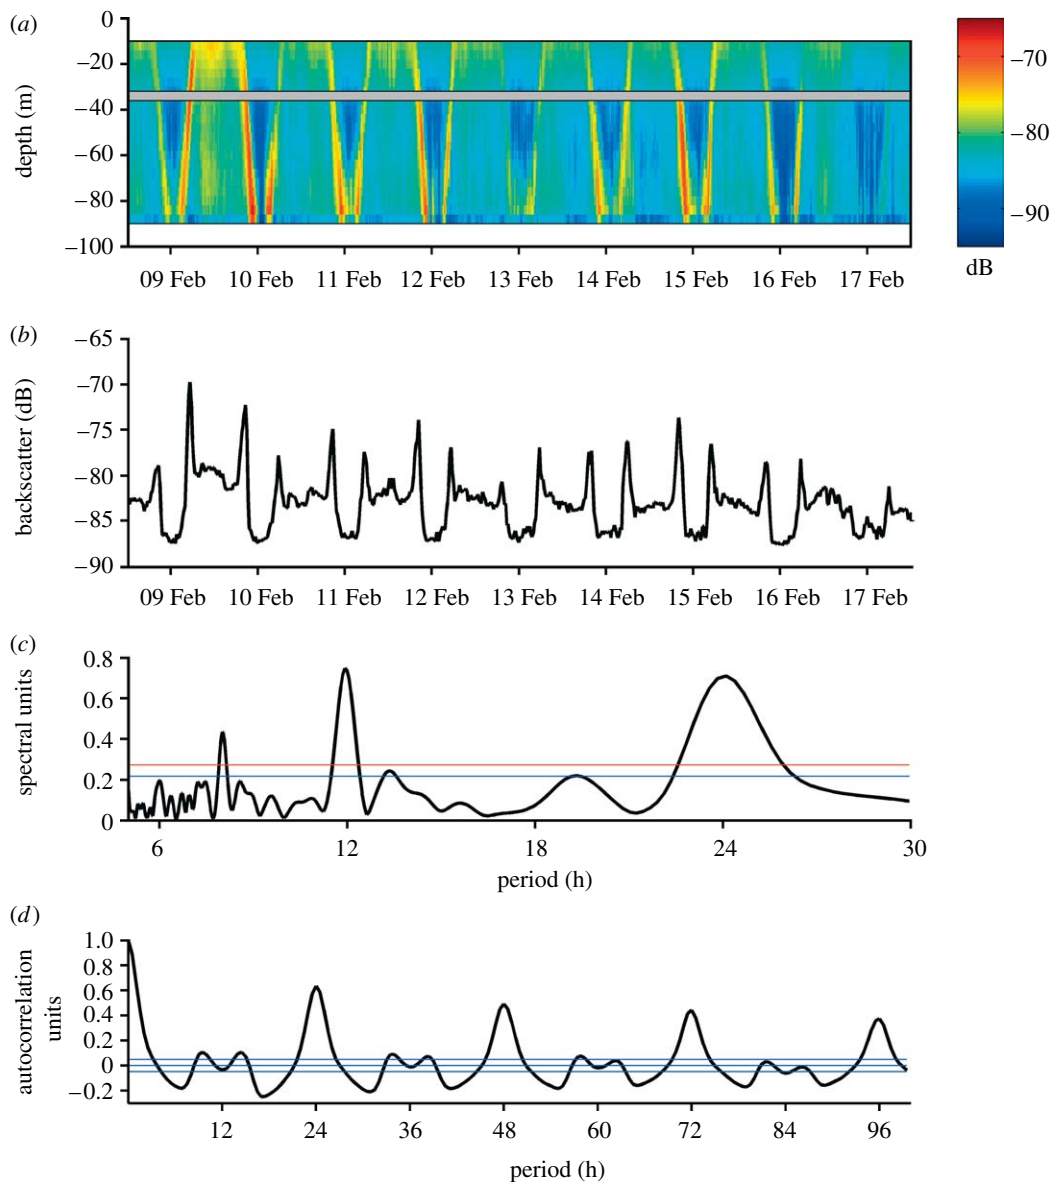 (a)
depth (m)
0
–20
–40
–60
–80
–100
09 Feb 10 Feb 11 Feb 12 Feb 13 Feb 14 Feb 15 Feb 16 Feb 17 Feb
–70
–80
–90
dB
(b)
backscatter (dB)
–65
–70
–75
–80
–85
–90
09 Feb 10 Feb 11 Feb 12 Feb 13 Feb 14 Feb 15 Feb 16 Feb 17 Feb
(c)
spectral units
0.8
0.6
0.4
0.2
0
6 12 18 24 30
period (h)
(d)
autocorrelation
units
1.0
0.8
0.6
0.4
0.2
0
–0.2
12 24 36 48 60 72 84 96
period (h)